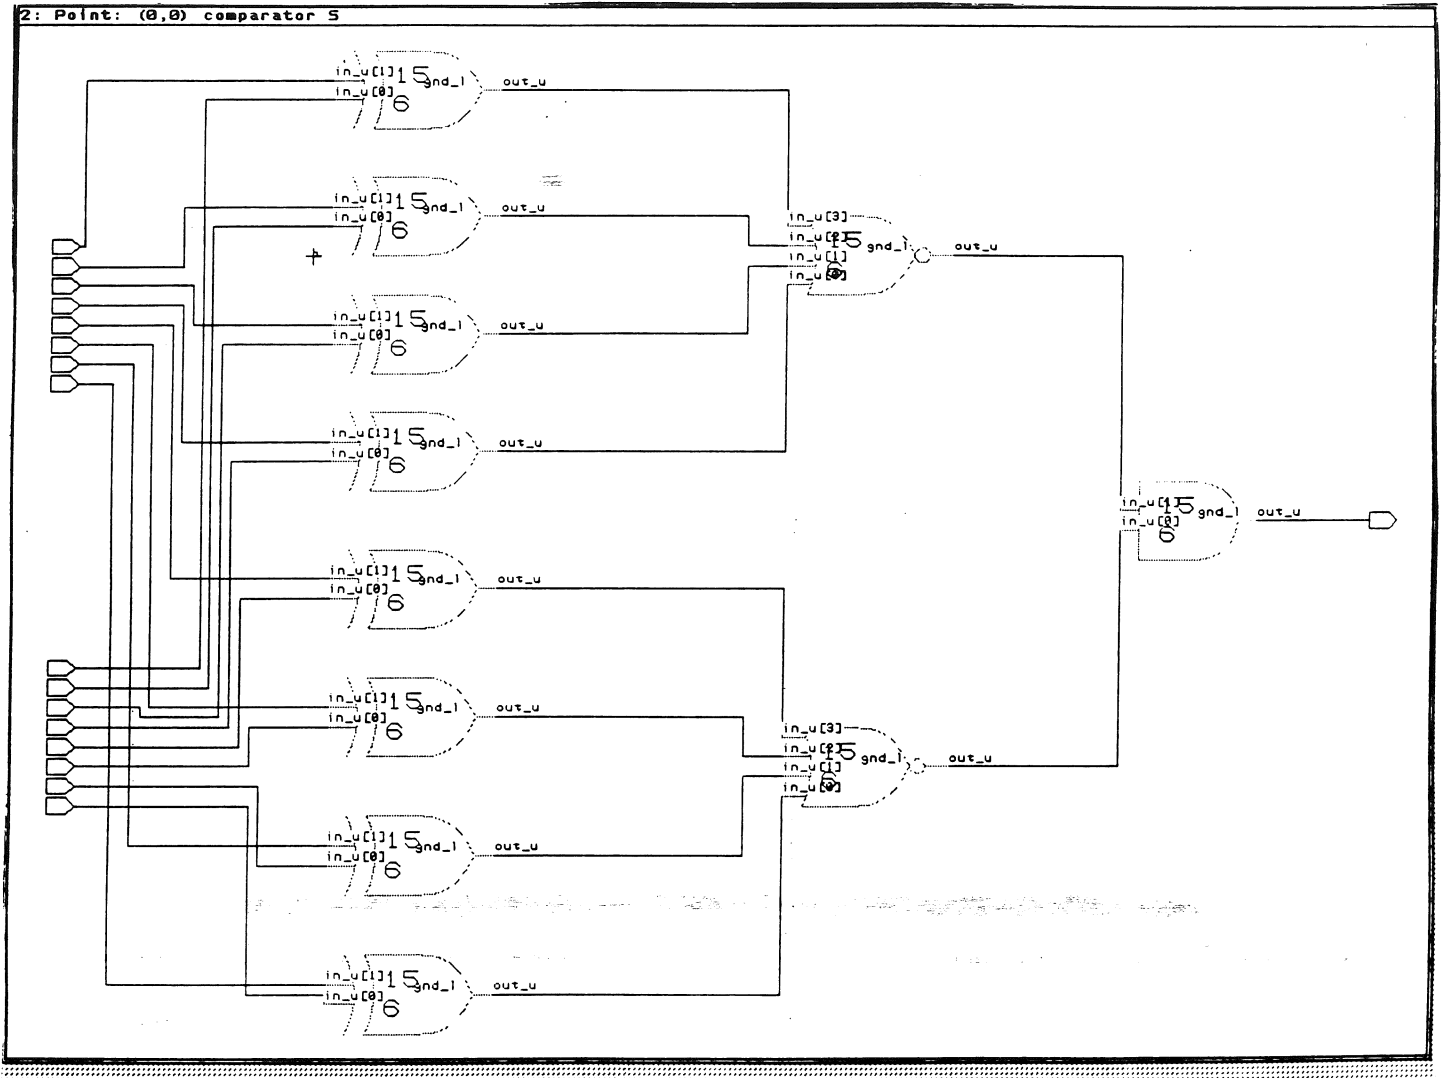 2: Point: (0,0) comparator S
in_u[1] 15 gnd_1 out_u
in_u[0] 6
in_u[1] 15 gnd_1 out_u
in_u[0] 6
in_u[3]
in_u[2] 15 gnd_1 out_u
in_u[1]
in_u[0] 6
in_u[1] 15 gnd_1 out_u
in_u[0] 6
in_u[1] 15 gnd_1 out_u
in_u[0] 6
in_u[1] 15 gnd_1 out_u
in_u[0] 6
in_u[1] 15 gnd_1 out_u
in_u[0] 6
in_u[1] 15 gnd_1 out_u
in_u[0] 6
in_u[3]
in_u[2] 15 gnd_1 out_u
in_u[1]
in_u[0] 6
in_u[1] 15 gnd_1 out_u
in_u[0] 6
in_u[1] 15 gnd_1 out_u
in_u[0] 6